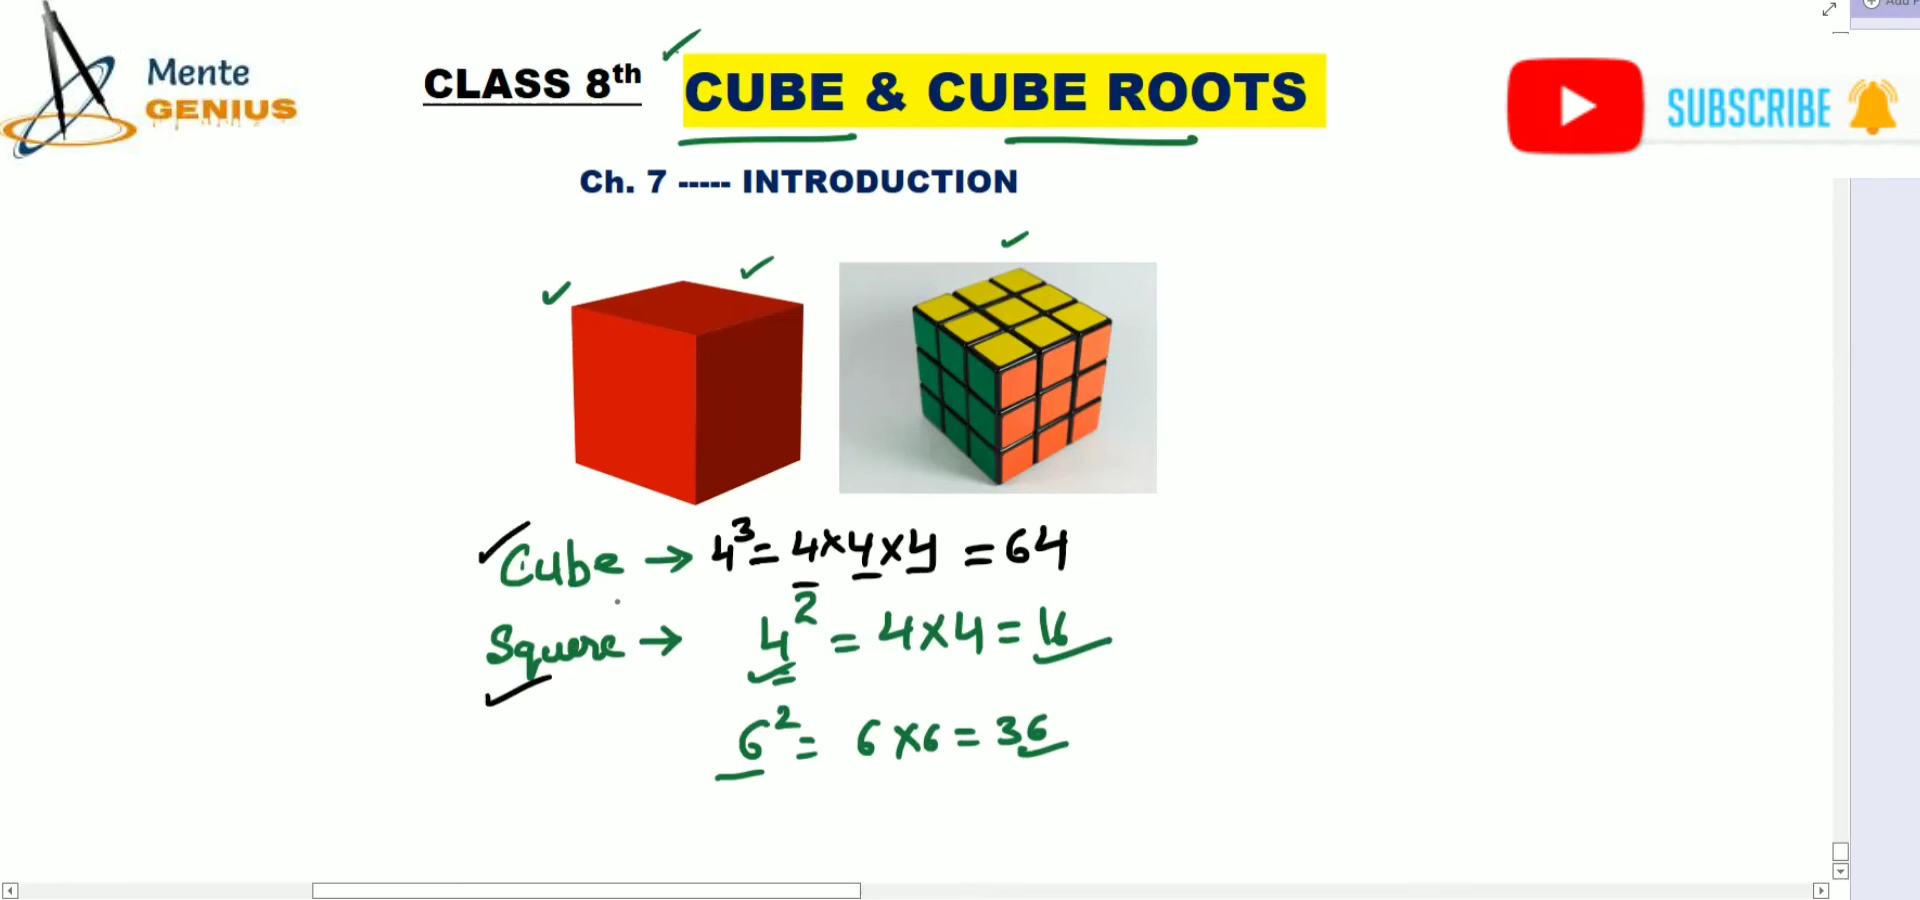 Mente
GENIUS
CLASS 8th
CUBE & CUBE ROOTS
SUBSCRIBE
Ch. 7 ----- INTRODUCTION
Cube → 4³ = 4×4×4 = 64
Squere → 4² = 4×4 = 16
6² = 6×6 = 36